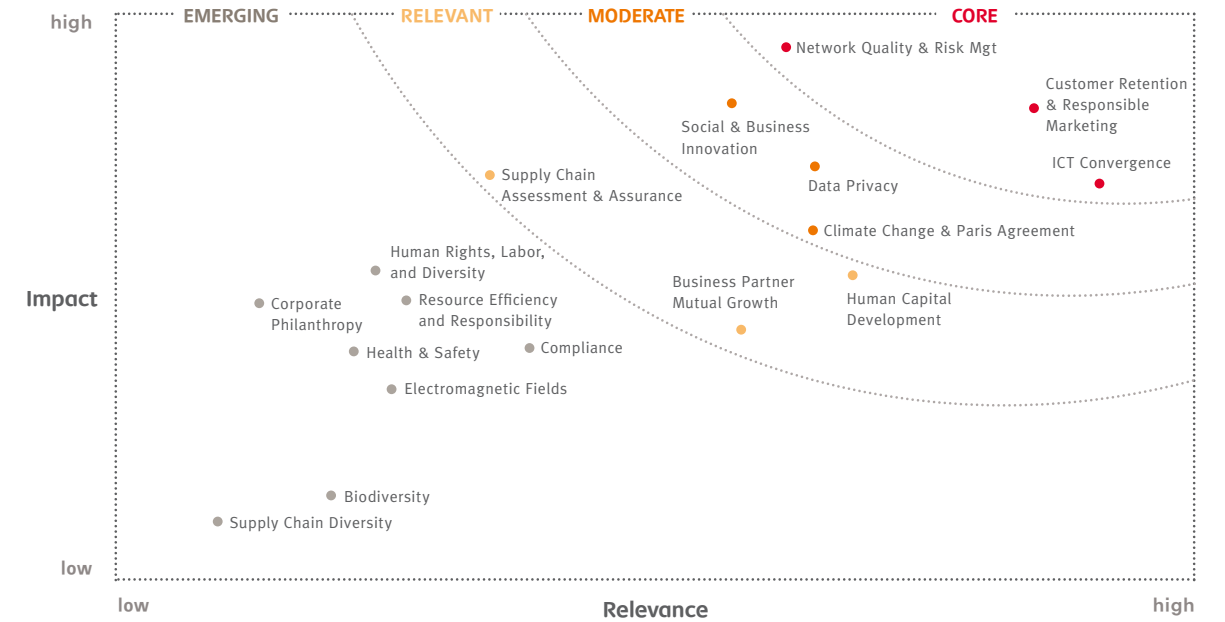 EMERGING
RELEVANT
MODERATE
CORE
high
Network Quality & Risk Mgt
Customer Retention
& Responsible
Marketing
Social & Business
Innovation
ICT Convergence
Supply Chain
Assessment & Assurance
Data Privacy
Climate Change & Paris Agreement
Human Rights, Labor,
and Diversity
Business Partner
Mutual Growth
Human Capital
Development
Impact
Corporate
Philanthropy
Resource Efficiency
and Responsibility
Health & Safety
Compliance
Electromagnetic Fields
Biodiversity
Supply Chain Diversity
low
low
Relevance
high